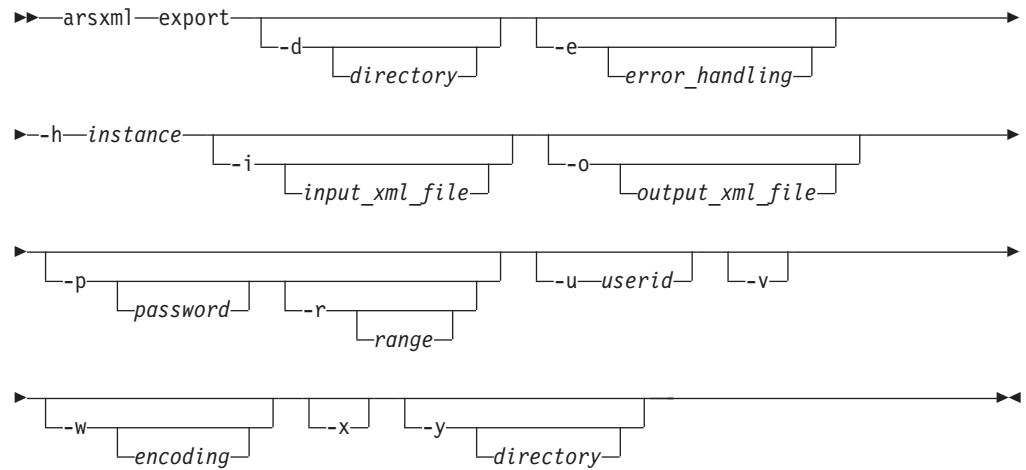 arsxml export
-d
directory
-e
error_handling
-h instance
-i
input_xml_file
-o
output_xml_file
-p
password
-r
range
-u userid
-v
-w
encoding
-x
-y
directory